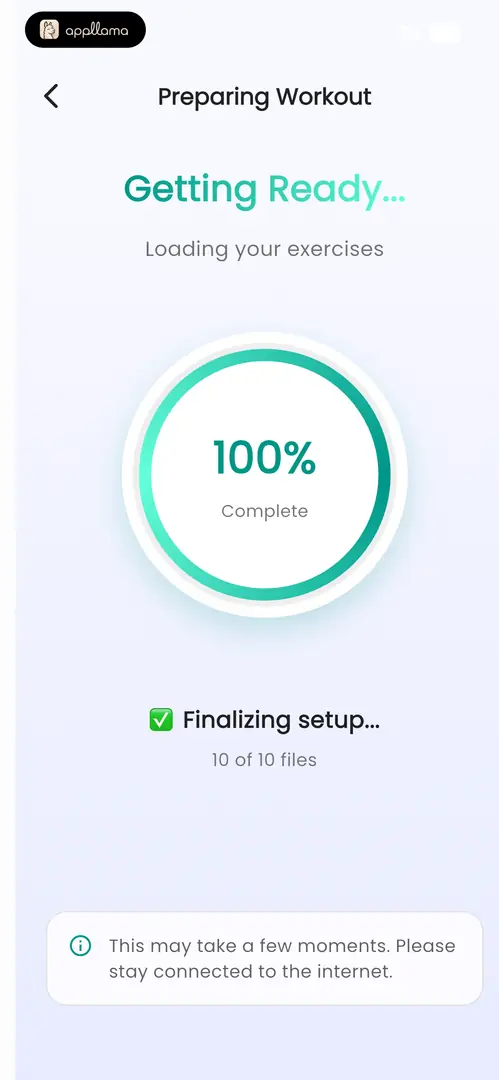 appllama
Preparing Workout
Getting Ready...
Loading your exercises
100%
Complete
✅ Finalizing setup...
10 of 10 files
This may take a few moments. Please
stay connected to the internet.